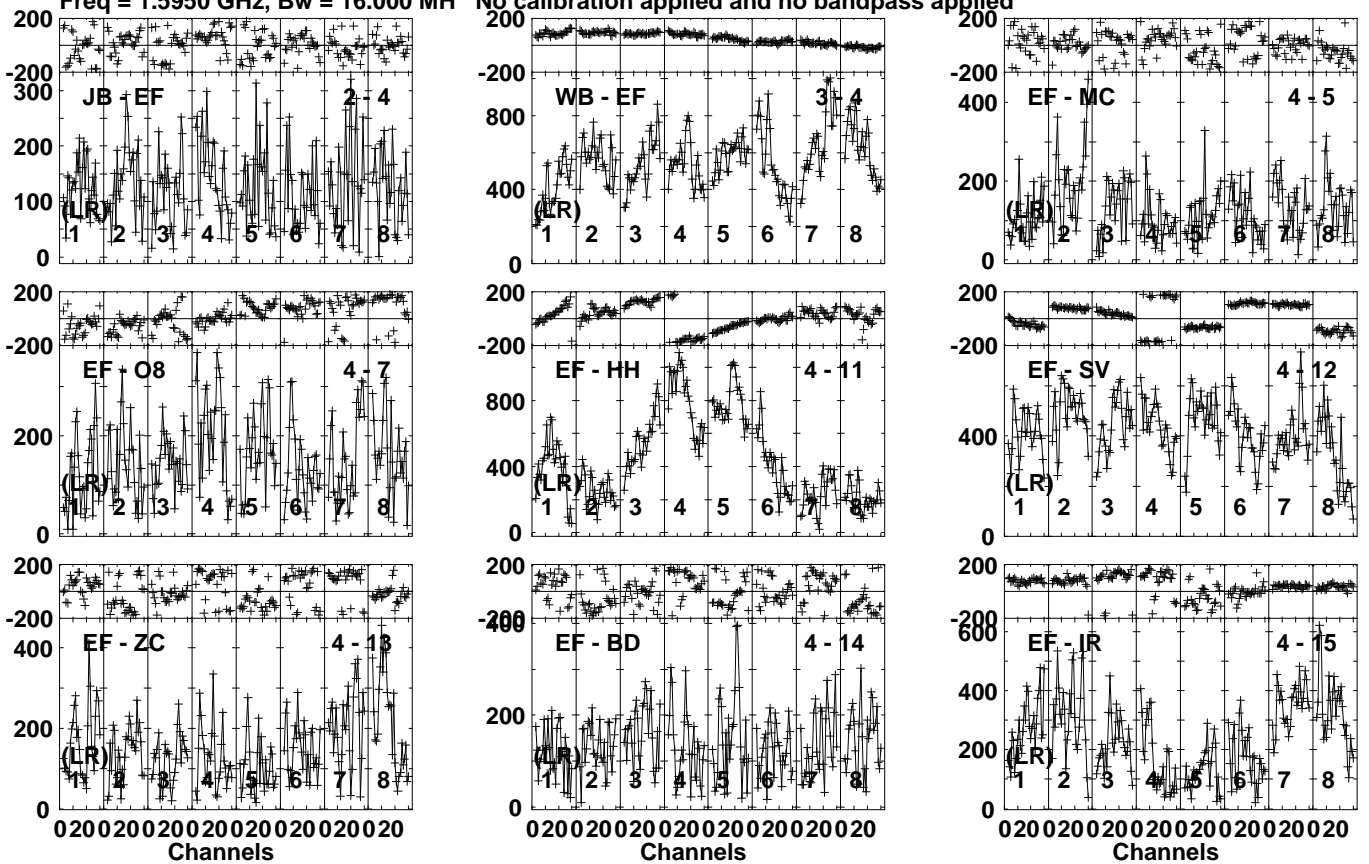 Freq = 1.5950 GHz, Bw = 16.000 MH No calibration applied and no bandpass applied
200
-200
300
200
100
0
JB - EF 2 - 4
(LR)
1 2 3 4 5 6 7 8
200
-200
800
400
0
WB - EF 3 - 4
(LR)
1 2 3 4 5 6 7 8
200
-200
400
200
0
EF - MC 4 - 5
(LR)
1 2 3 4 5 6 7 8
200
-200
200
0
EF - O8 4 - 7
(LR)
1 2 3 4 5 6 7 8
200
-200
800
400
0
EF - HH 4 - 11
(LR)
1 2 3 4 5 6 7 8
200
-200
400
0
EF - SV 4 - 12
(LR)
1 2 3 4 5 6 7 8
200
-200
400
200
0
EF - ZC 4 - 13
(LR)
1 2 3 4 5 6 7 8
0 20 0 20 0 20 0 20 0 20 0 20 0 20 0 20
Channels
200
-200
400
200
0
EF - BD 4 - 14
(LR)
1 2 3 4 5 6 7 8
0 20 0 20 0 20 0 20 0 20 0 20 0 20 0 20
Channels
200
-200
600
400
200
0
EF - IR 4 - 15
(LR)
1 2 3 4 5 6 7 8
0 20 0 20 0 20 0 20 0 20 0 20 0 20 0 20
Channels